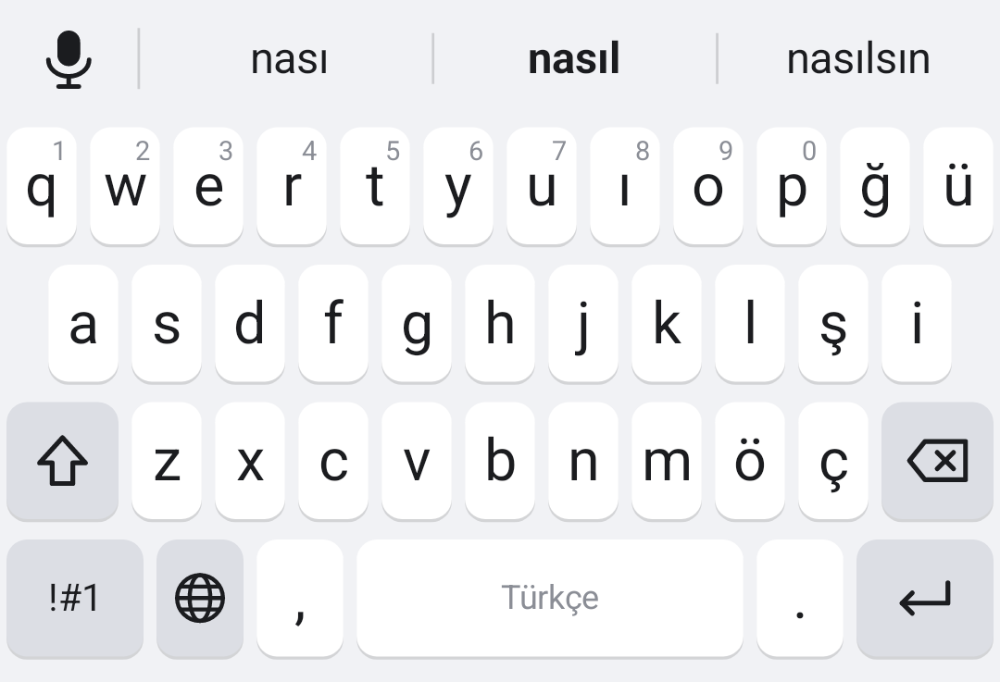 nası nasıl nasılsın
1 2 3 4 5 6 7 8 9 0
q w e r t y u ı o p ğ ü
a s d f g h j k l ş i
z x c v b n m ö ç
!#1 , Türkçe .